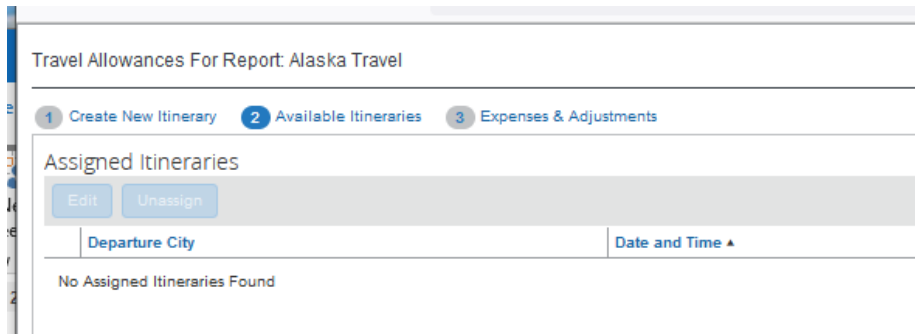 Travel Allowances For Report: Alaska Travel
1 Create New Itinerary 2 Available Itineraries 3 Expenses & Adjustments
Assigned Itineraries
Edit Unassign
Departure City Date and Time ▲
No Assigned Itineraries Found